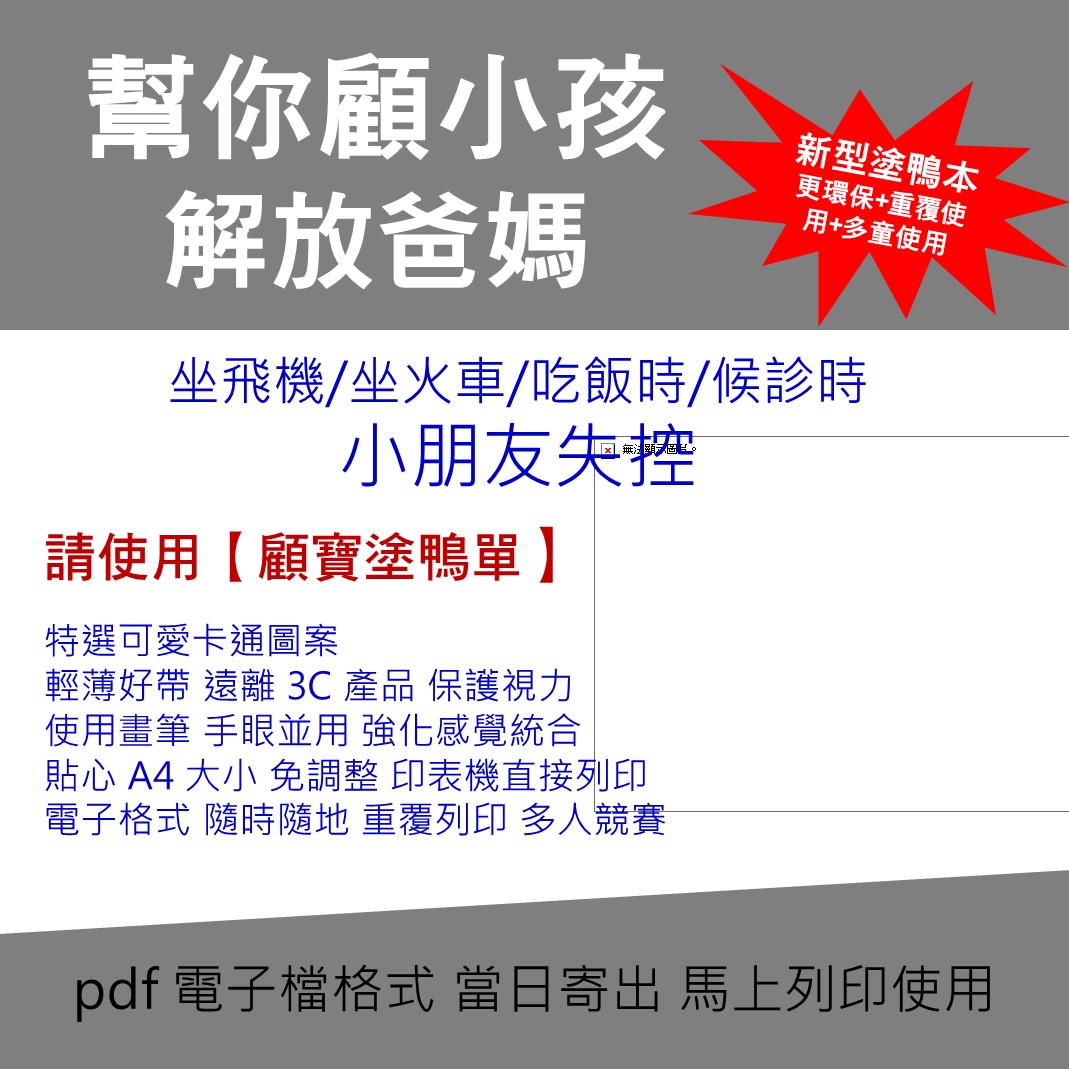 幫你顧小孩
解放爸媽
新型塗鴨本
更環保+重覆使
用+多童使用
坐飛機/坐火車/吃飯時/候診時
小朋友失控
無法顯示圖片。
請使用【顧寶塗鴨單】
特選可愛卡通圖案
輕薄好帶 遠離 3C 產品 保護視力
使用畫筆 手眼並用 強化感覺統合
貼心 A4 大小 免調整 印表機直接列印
電子格式 隨時隨地 重覆列印 多人競賽
pdf 電子檔格式 當日寄出 馬上列印使用